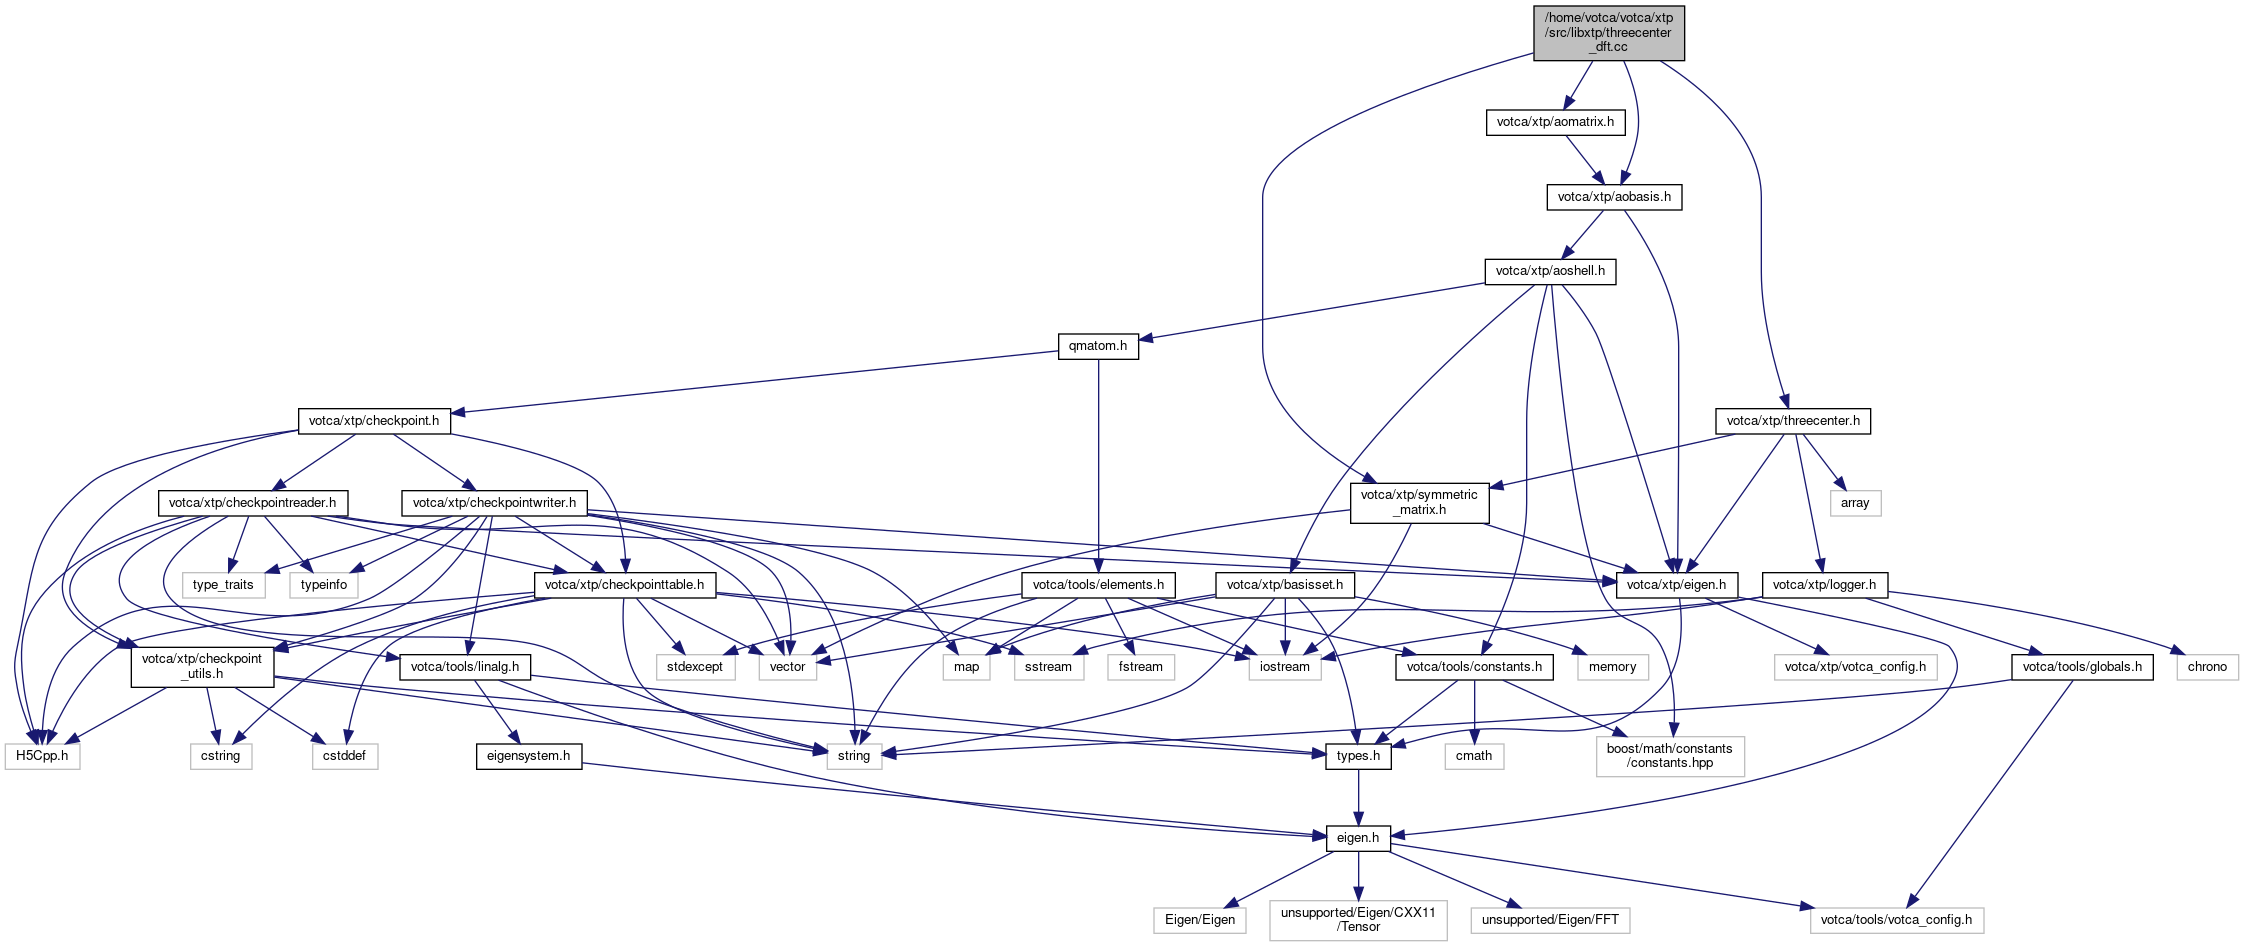 /home/votca/votca/xtp
/src/libxtp/threecenter
_dft.cc
votca/xtp/aomatrix.h
votca/xtp/aobasis.h
votca/xtp/aoshell.h
qmatom.h
votca/xtp/checkpoint.h
votca/xtp/threecenter.h
votca/xtp/checkpointreader.h
votca/xtp/checkpointwriter.h
votca/xtp/symmetric
_matrix.h
array
type_traits
typeinfo
votca/xtp/checkpointtable.h
votca/tools/elements.h
votca/xtp/basisset.h
votca/xtp/eigen.h
votca/xtp/logger.h
votca/xtp/checkpoint
_utils.h
votca/tools/linalg.h
stdexcept
vector
map
sstream
fstream
iostream
votca/tools/constants.h
memory
votca/xtp/votca_config.h
votca/tools/globals.h
chrono
H5Cpp.h
cstring
cstddef
eigensystem.h
string
types.h
cmath
boost/math/constants
/constants.hpp
eigen.h
Eigen/Eigen
unsupported/Eigen/CXX11
/Tensor
unsupported/Eigen/FFT
votca/tools/votca_config.h